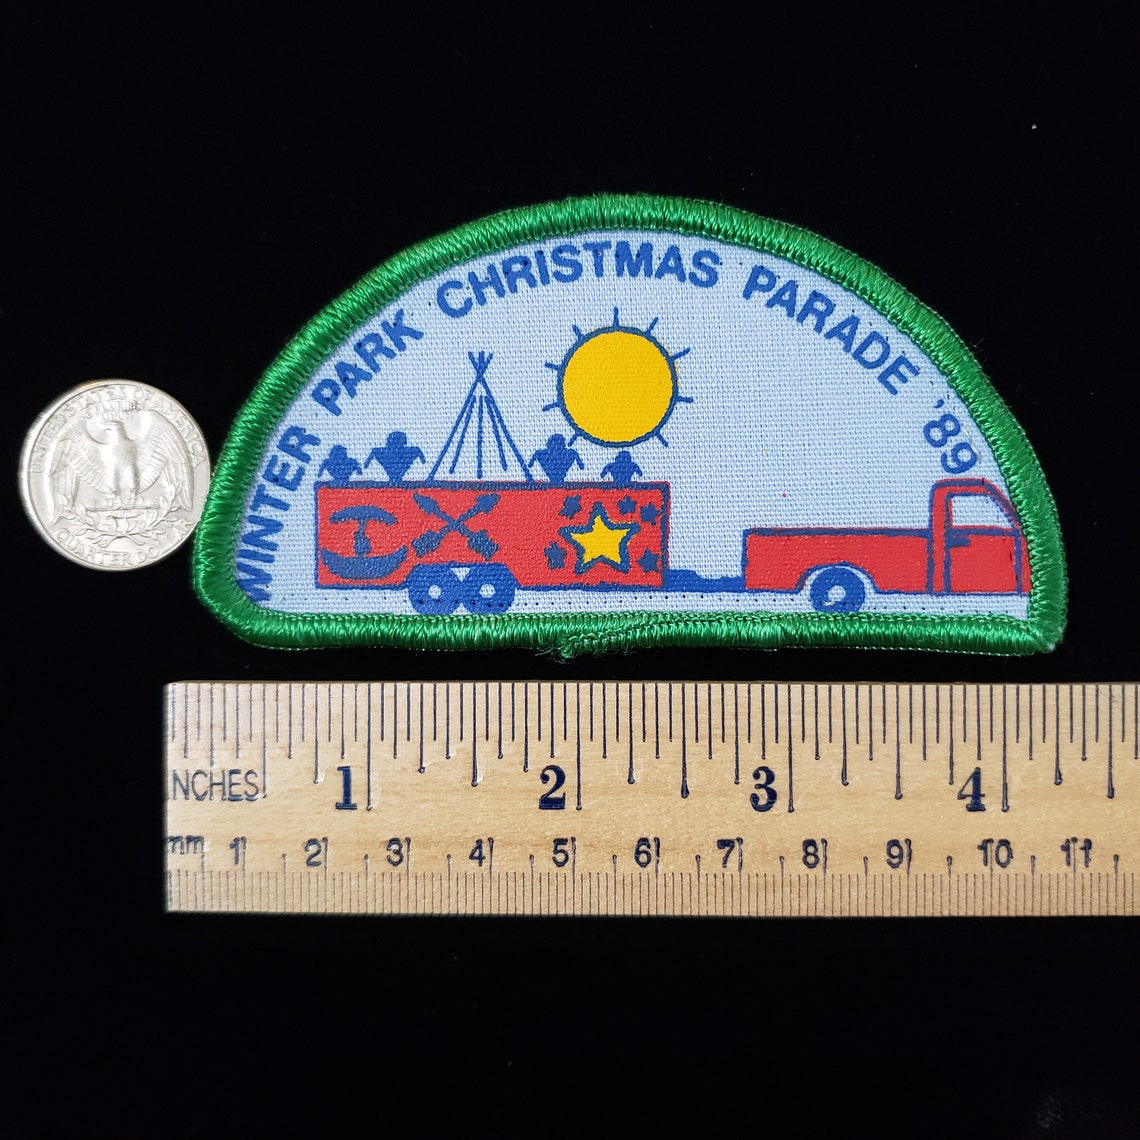 WINTER PARK CHRISTMAS PARADE '89
UNITED STATES OF AMERICA
QUARTER DO
INCHES 1 2 3 4
mm 1 2 3 4 5 6 7 8 9 10 11